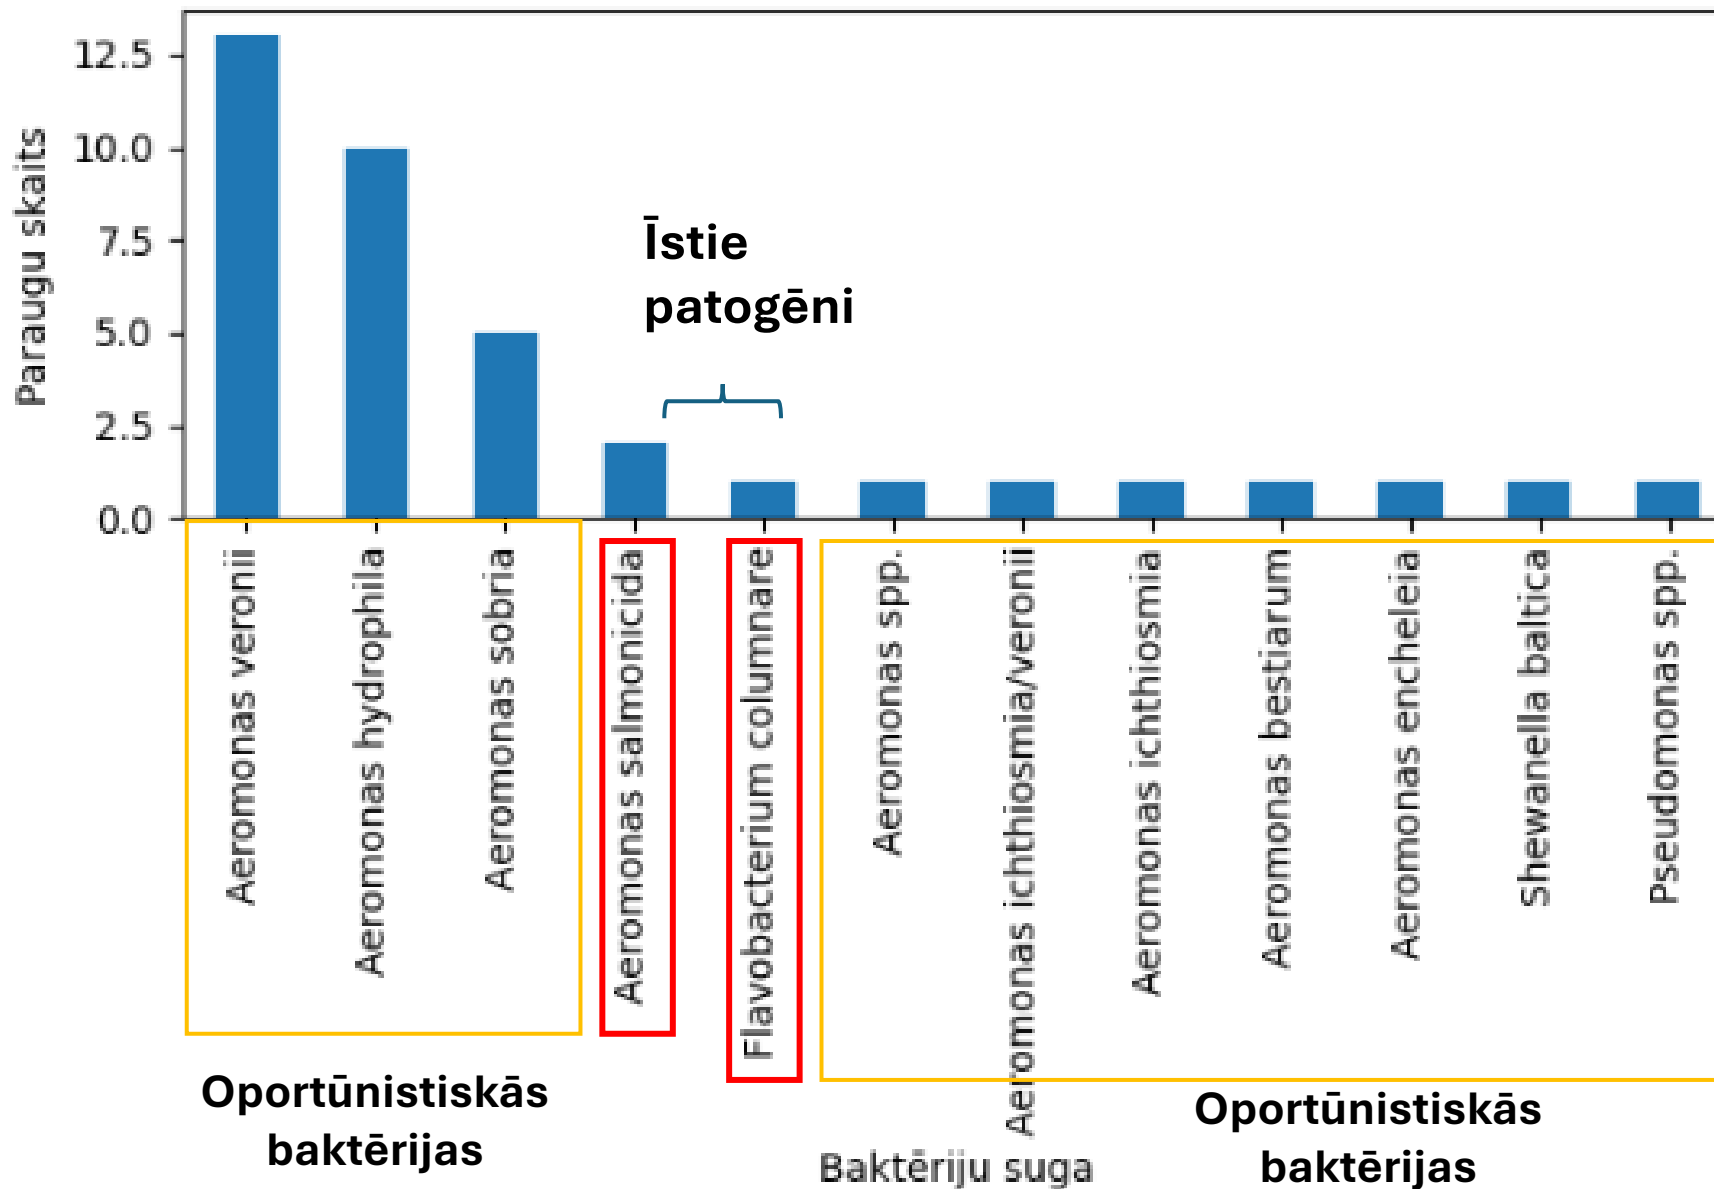 Paraugu skaits
12.5
10.0
7.5
5.0
2.5
0.0
Īstie
patogēni
Aeromonas veronii
Aeromonas hydrophila
Aeromonas sobria
Aeromonas salmonicida
Flavobacterium columnare
Aeromonas spp.
Aeromonas ichthiosmia/veronii
Aeromonas ichthiosmia
Aeromonas bestiarum
Aeromonas encheleia
Shewanella baltica
Pseudomonas spp.
Oportūnistiskās
baktērijas
Baktēriju suga
Oportūnistiskās
baktērijas